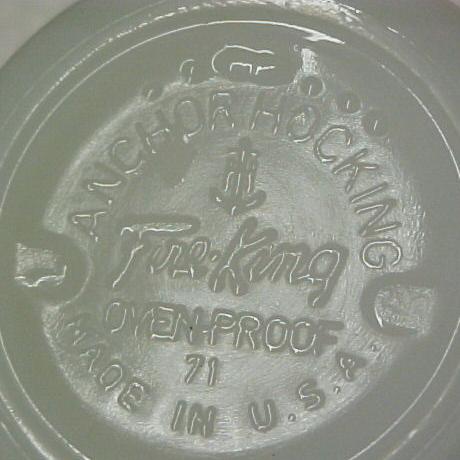 ANCHOR HOCKING
Fire-King
OVEN-PROOF
71
MADE IN U.S.A.